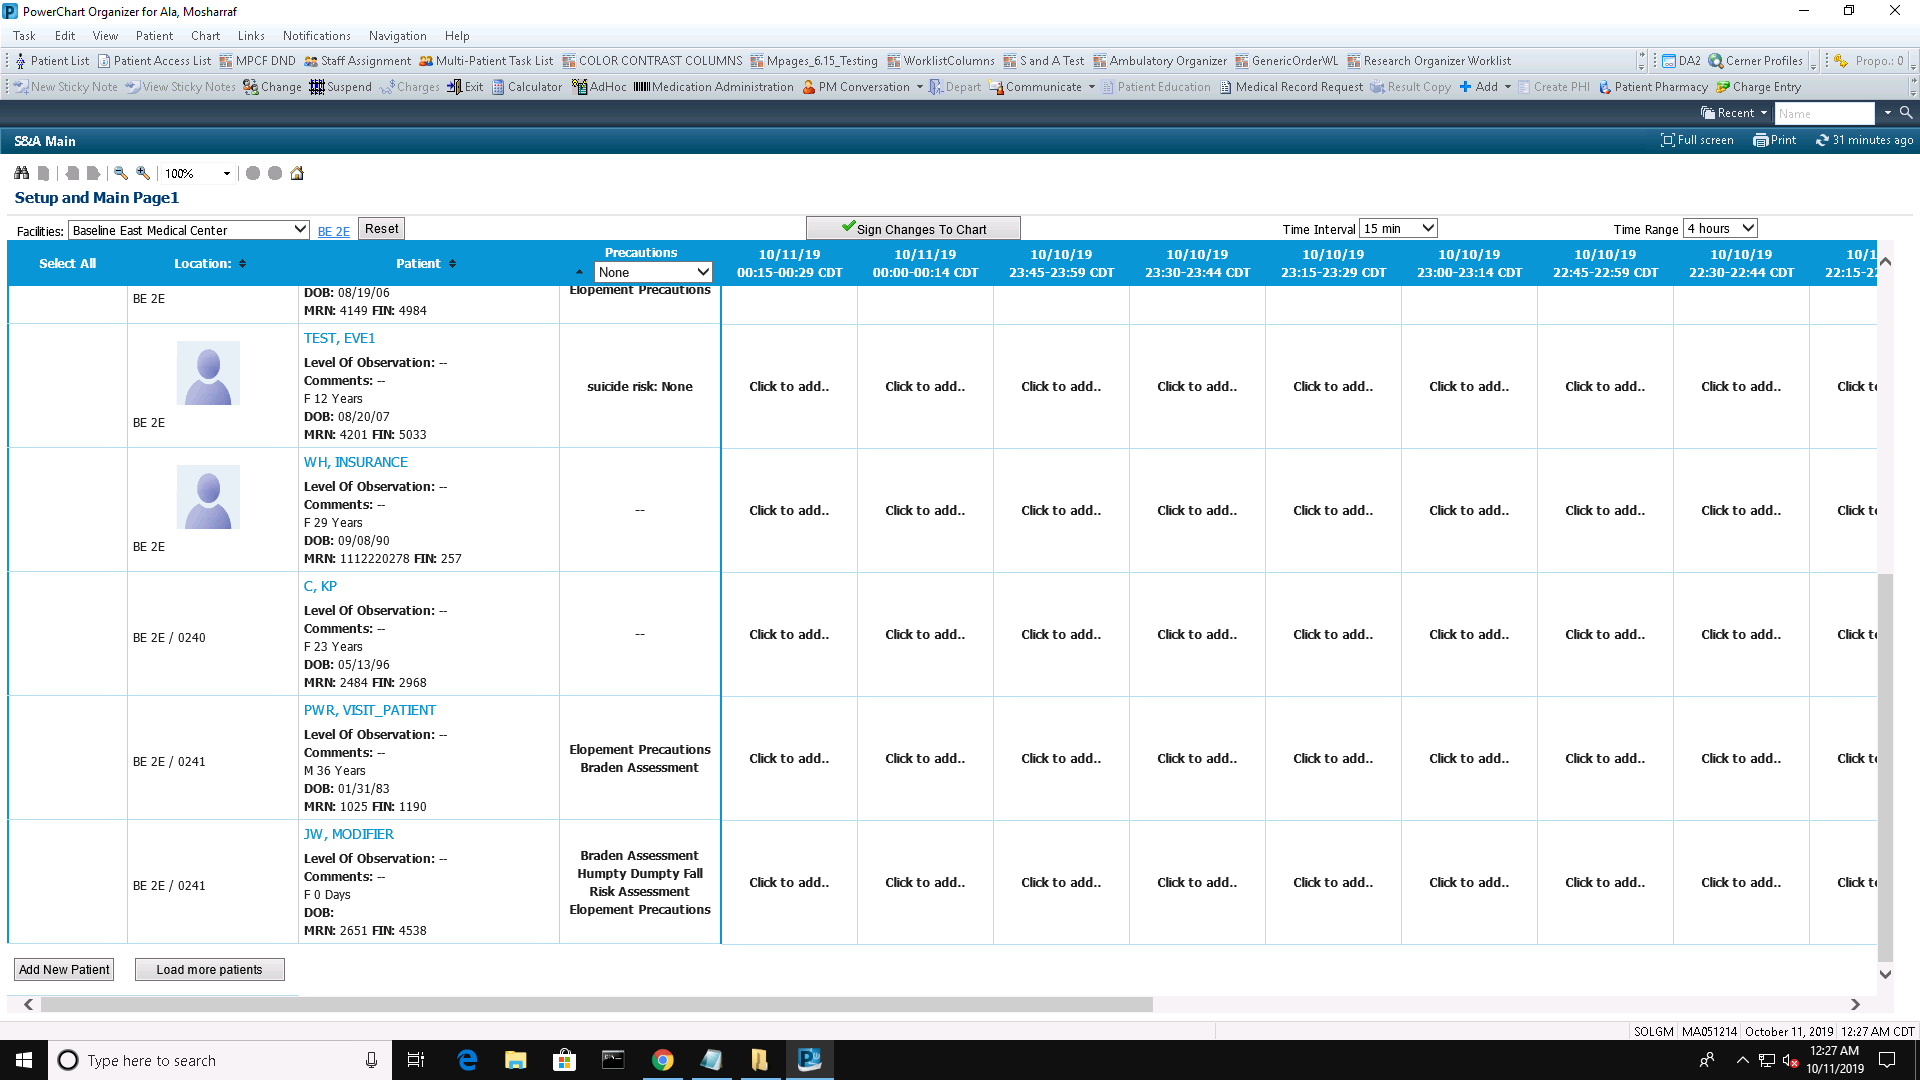 PowerChart Organizer for Ala, Mosharraf
Task Edit View Patient Chart Links Notifications Navigation Help
Patient List Patient Access List MPCF DND Staff Assignment Multi-Patient Task List COLOR CONTRAST COLUMNS Mpages_6.15_Testing WorklistColumns S and A Test Ambulatory Organizer GenericOrderWL Research Organizer Worklist DA2 Cerner Profiles Propo.: 0
New Sticky Note View Sticky Notes Change Suspend Charges Exit Calculator AdHoc Medication Administration PM Conversation Depart Communicate Patient Education Medical Record Request Result Copy Add Create PHI Patient Pharmacy Charge Entry
Recent Name
S&A Main Full screen Print 31 minutes ago
100%
Setup and Main Page1
Facilities: Baseline East Medical Center BE 2E Reset Sign Changes To Chart Time Interval 15 min Time Range 4 hours
Select All Location: Patient Precautions None
10/11/19 10/11/19 10/10/19 10/10/19 10/10/19 10/10/19 10/10/19 10/10/19 10/1
00:15-00:29 CDT 00:00-00:14 CDT 23:45-23:59 CDT 23:30-23:44 CDT 23:15-23:29 CDT 23:00-23:14 CDT 22:45-22:59 CDT 22:30-22:44 CDT 22:15-22
BE 2E
DOB: 08/19/06
MRN: 4149 FIN: 4984
Elopement Precautions
BE 2E
TEST, EVE1
Level Of Observation: --
Comments: --
F 12 Years
DOB: 08/20/07
MRN: 4201 FIN: 5033
suicide risk: None
Click to add.. Click to add.. Click to add.. Click to add.. Click to add.. Click to add.. Click to add.. Click to add.. Click t
BE 2E
WH, INSURANCE
Level Of Observation: --
Comments: --
F 29 Years
DOB: 09/08/90
MRN: 1112220278 FIN: 257
--
Click to add.. Click to add.. Click to add.. Click to add.. Click to add.. Click to add.. Click to add.. Click to add.. Click t
BE 2E / 0240
C, KP
Level Of Observation: --
Comments: --
F 23 Years
DOB: 05/13/96
MRN: 2484 FIN: 2968
--
Click to add.. Click to add.. Click to add.. Click to add.. Click to add.. Click to add.. Click to add.. Click to add.. Click t
BE 2E / 0241
PWR, VISIT_PATIENT
Level Of Observation: --
Comments: --
M 36 Years
DOB: 01/31/83
MRN: 1025 FIN: 1190
Elopement Precautions
Braden Assessment
Click to add.. Click to add.. Click to add.. Click to add.. Click to add.. Click to add.. Click to add.. Click to add.. Click t
BE 2E / 0241
JW, MODIFIER
Level Of Observation: --
Comments: --
F 0 Days
DOB:
MRN: 2651 FIN: 4538
Braden Assessment
Humpty Dumpty Fall
Risk Assessment
Elopement Precautions
Click to add.. Click to add.. Click to add.. Click to add.. Click to add.. Click to add.. Click to add.. Click to add.. Click t
Add New Patient Load more patients
SOLGM MA051214 October 11, 2019 12:27 AM CDT
Type here to search
12:27 AM
10/11/2019